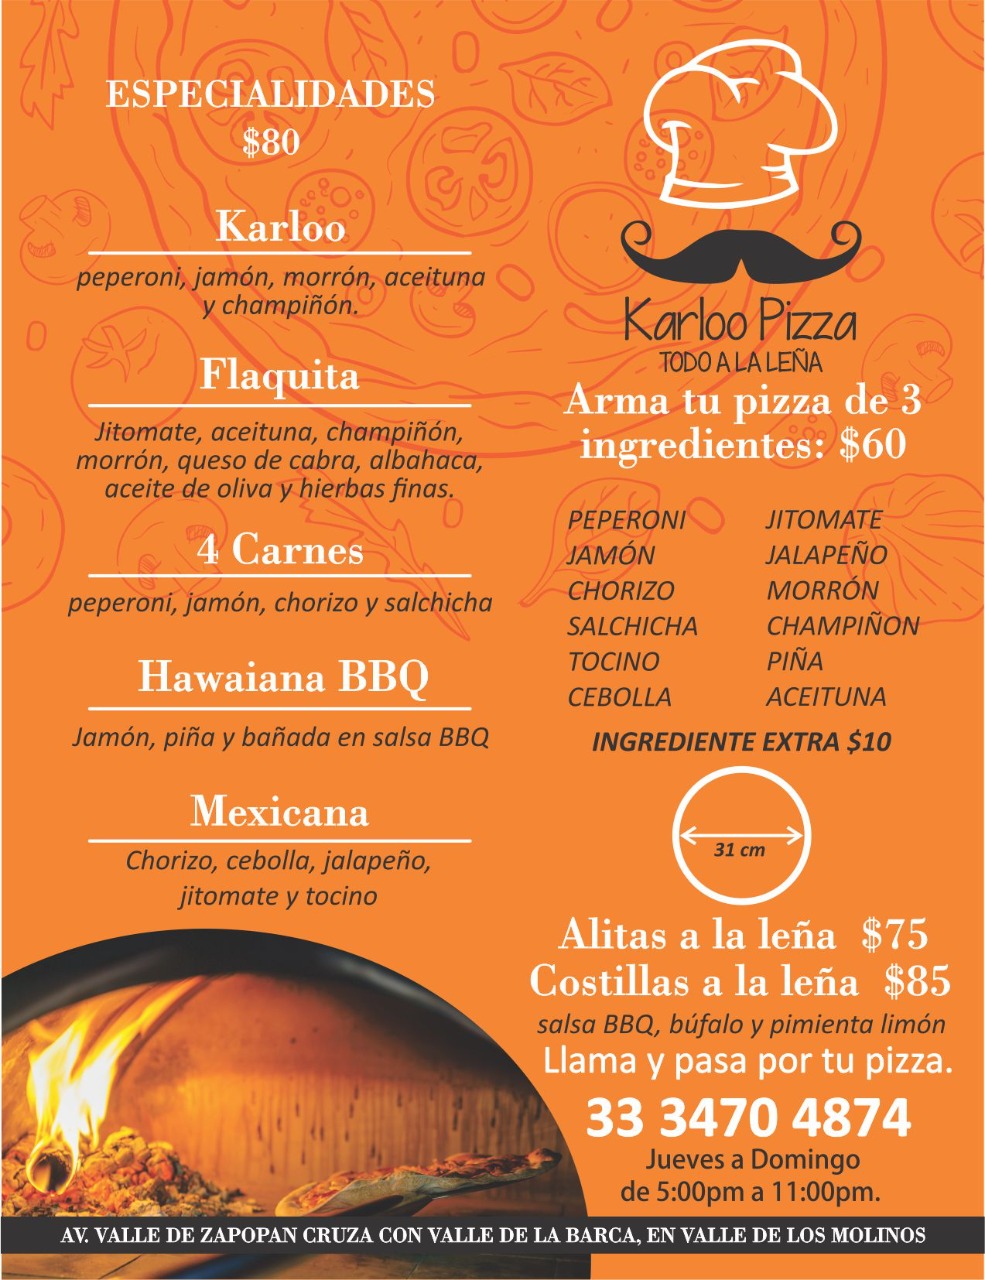 ESPECIALIDADES
$80
Karloo
peperoni, jamón, morrón, aceituna
y champiñón.
Flaquita
Jitomate, aceituna, champiñón,
morrón, queso de cabra, albahaca,
aceite de oliva y hierbas finas.
4 Carnes
peperoni, jamón, chorizo y salchicha
Hawaiana BBQ
Jamón, piña y bañada en salsa BBQ
Mexicana
Chorizo, cebolla, jalapeño,
jitomate y tocino
Karloo Pizza
TODO A LA LEÑA
Arma tu pizza de 3
ingredientes: $60
PEPERONI
JAMÓN
CHORIZO
SALCHICHA
TOCINO
CEBOLLA
JITOMATE
JALAPEÑO
MORRÓN
CHAMPIÑON
PIÑA
ACEITUNA
INGREDIENTE EXTRA $10
31 cm
Alitas a la leña $75
Costillas a la leña $85
salsa BBQ, búfalo y pimienta limón
Llama y pasa por tu pizza.
33 3470 4874
Jueves a Domingo
de 5:00pm a 11:00pm.
AV. VALLE DE ZAPOPAN CRUZA CON VALLE DE LA BARCA, EN VALLE DE LOS MOLINOS